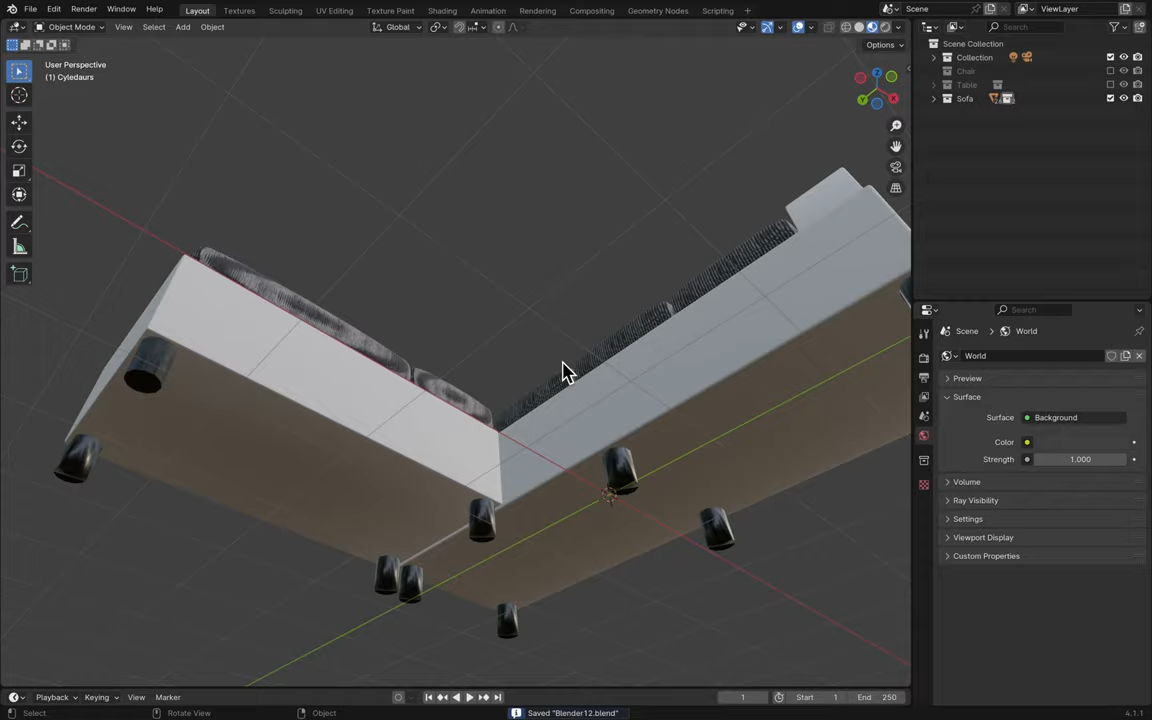 File Edit Render Window Help Layout Textures Sculpting UV Editing Texture Paint Shading Animation Rendering Compositing Geometry Nodes Scripting Scene ViewLayer
Object Mode View Select Add Object Global Search
Options
User Perspective
(1) Cyledaurs
Z
Y
X
Scene Collection
Collection
Chair
Table
Sofa
Search
Scene World
World
Preview
Surface
Surface Background
Color
Strength 1.000
Volume
Ray Visibility
Settings
Viewport Display
Custom Properties
Playback Keying View Marker 1 Start 1 End 250
Select Rotate View Object Saved "Blender12.blend" 4.1.1